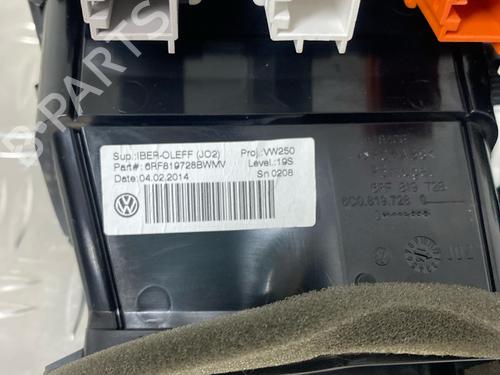 Sup.:IBER-OLEFF (JO2) Proj.:VW250
Part#: 6RF819728BWMV Level.:19S
Date: 04.02.2014 Sn 0208
6RF 819 728
6C0.819.728
B-PARTS